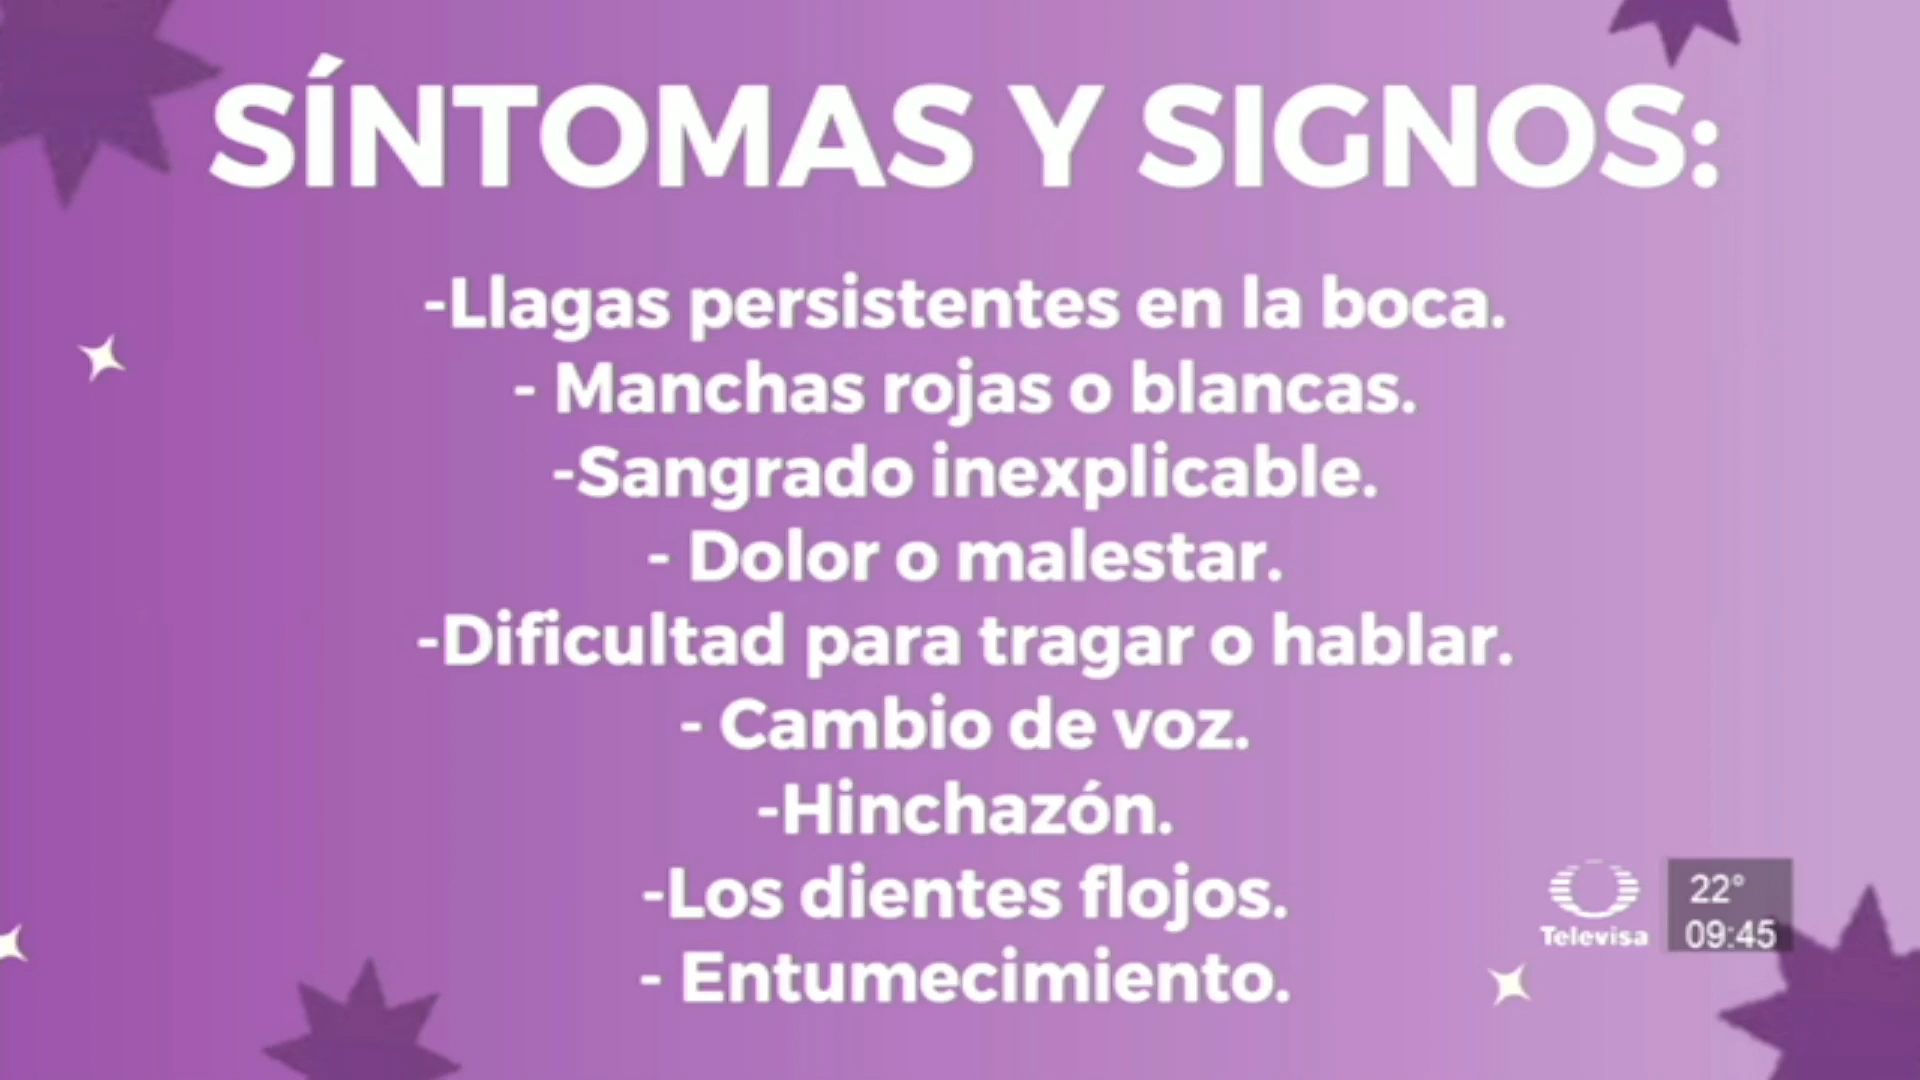 SÍNTOMAS Y SIGNOS:
-Llagas persistentes en la boca.
- Manchas rojas o blancas.
-Sangrado inexplicable.
- Dolor o malestar.
-Dificultad para tragar o hablar.
- Cambio de voz.
-Hinchazón.
-Los dientes flojos.
- Entumecimiento.
Televisa
22°
09:45